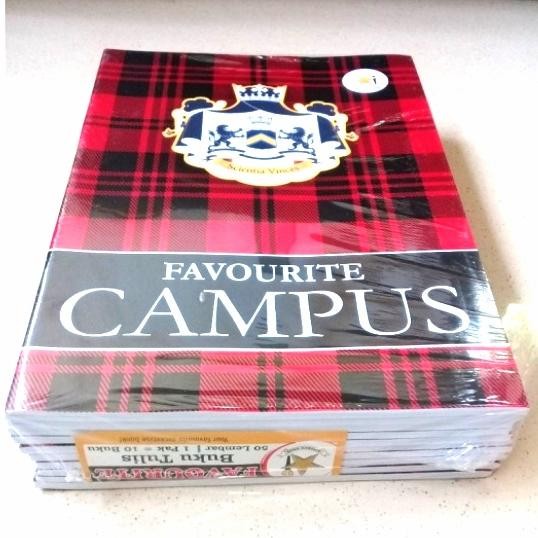 Scientia Vinces
FAVOURITE
CAMPUS
FAVOURITE
Buku Tulis
50 Lembar | 1 Pak = 10 Buku